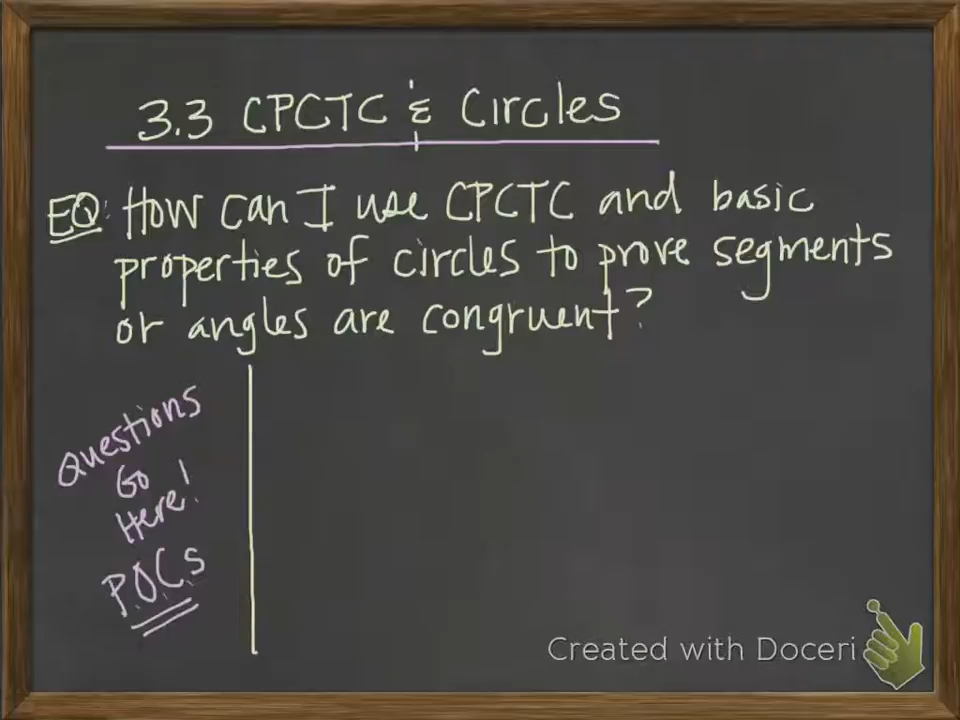 3.3 CPCTC & Circles
EQ: How can I use CPCTC and basic
properties of circles to prove segments
or angles are congruent?
Questions
Go
Here!
P.O.C.s
Created with Doceri